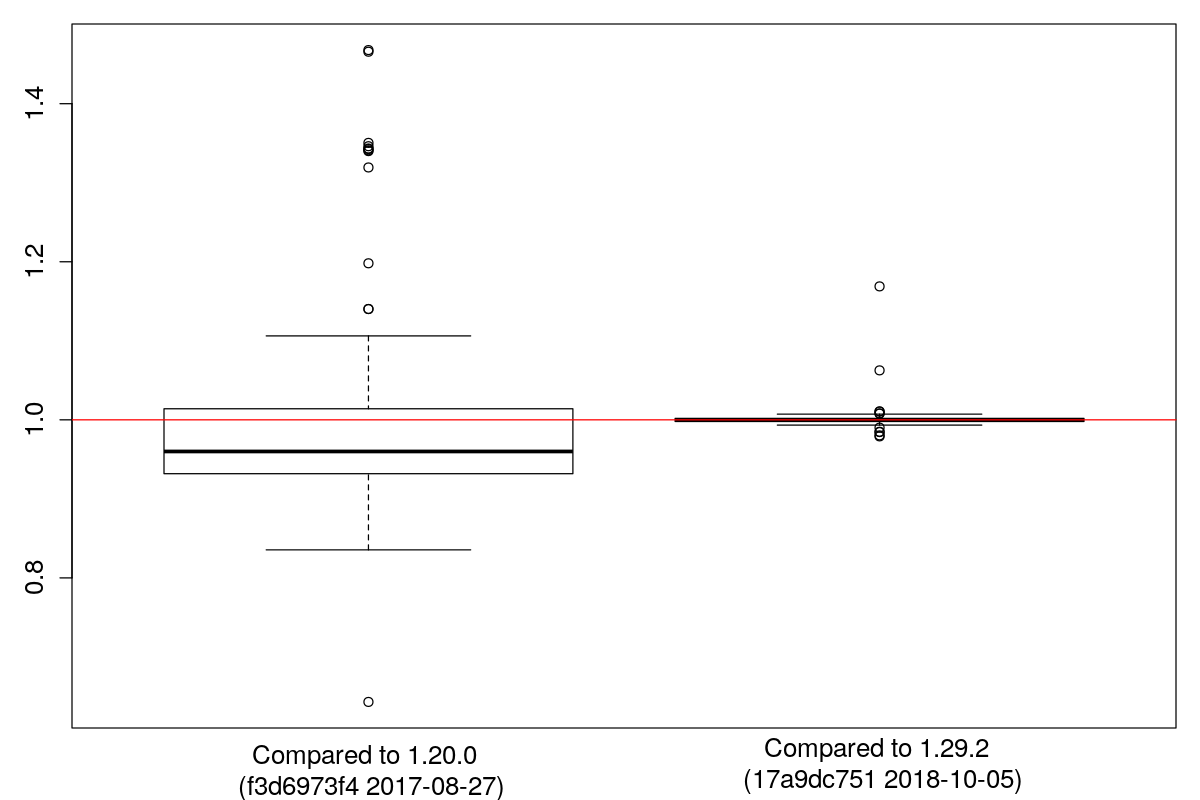 1.4
1.2
1.0
0.8
Compared to 1.20.0
(f3d6973f4 2017-08-27)
Compared to 1.29.2
(17a9dc751 2018-10-05)